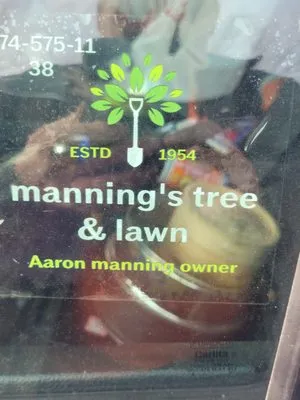 74-575-11
38
ESTD 1954
manning's tree
& lawn
Aaron manning owner